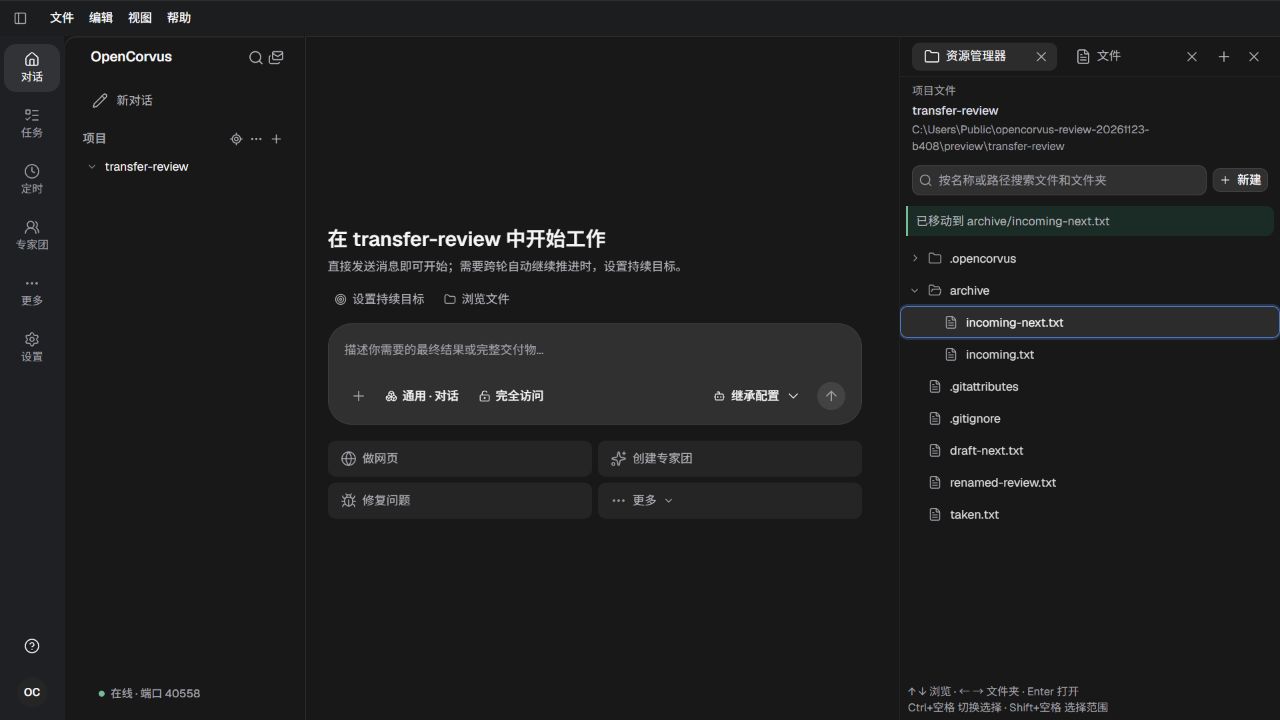 文件 编辑 视图 帮助
对话
任务
定时
专家团
更多
设置
OC
OpenCorvus
新对话
项目
transfer-review
在线 · 端口 40558
在 transfer-review 中开始工作
直接发送消息即可开始；需要跨轮自动继续推进时，设置持续目标。
设置持续目标 浏览文件
描述你需要的最终结果或完整交付物...
通用 · 对话 完全访问 继承配置
做网页 创建专家团
修复问题 更多
资源管理器 文件
项目文件
transfer-review
C:\Users\Public\opencorvus-review-20261123-
b408\preview\transfer-review
按名称或路径搜索文件和文件夹 新建
已移动到 archive/incoming-next.txt
.opencorvus
archive
incoming-next.txt
incoming.txt
.gitattributes
.gitignore
draft-next.txt
renamed-review.txt
taken.txt
↑↓ 浏览 · ←→ 文件夹 · Enter 打开
Ctrl+空格 切换选择 · Shift+空格 选择范围